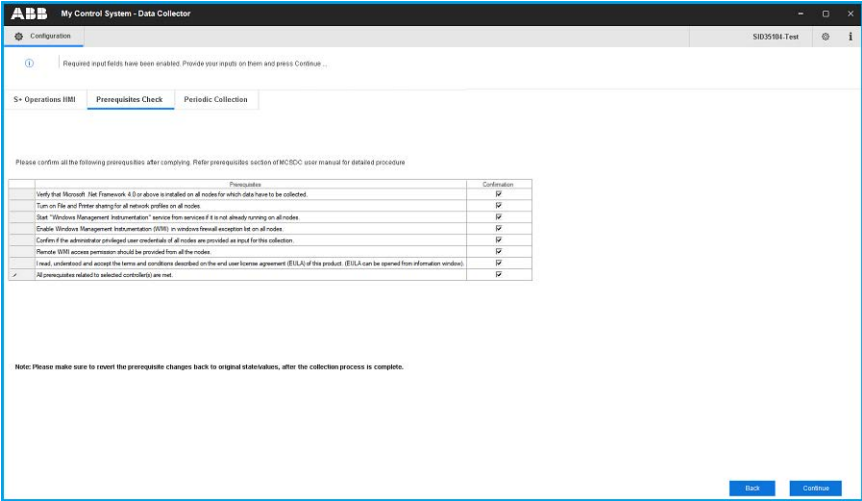 ABB My Control System - Data Collector
Configuration SID35104-Test
Required input fields have been enabled. Provide your inputs on them and press Continue ...
S+ Operations HMI Prerequisites Check Periodic Collection
Please confirm all the following prerequisities after complying. Refer prerequisites section of MCSDC user manual for detailed procedure
Prerequisites Confirmation
Verify that Microsoft .Net Framework 4.0 or above is installed on all nodes for which data have to be collected.
Turn on File and Printer sharing for all network profiles on all nodes.
Start "Windows Management Instrumentation" service from services if it is not already running on all nodes.
Enable Windows Management Instrumentation (WMI) in windows firewall exception list on all nodes.
Confirm if the administrator privileged user credentials of all nodes are provided as input for this collection.
Remote WMI access permission should be provided from all the nodes.
I read, understood and accept the terms and conditions described on the end user license agreement (EULA) of this product. (EULA can be opened from information window).
All prerequisites related to selected controller(s) are met.
Note: Please make sure to revert the prerequisite changes back to original state/values, after the collection process is complete.
Back Continue